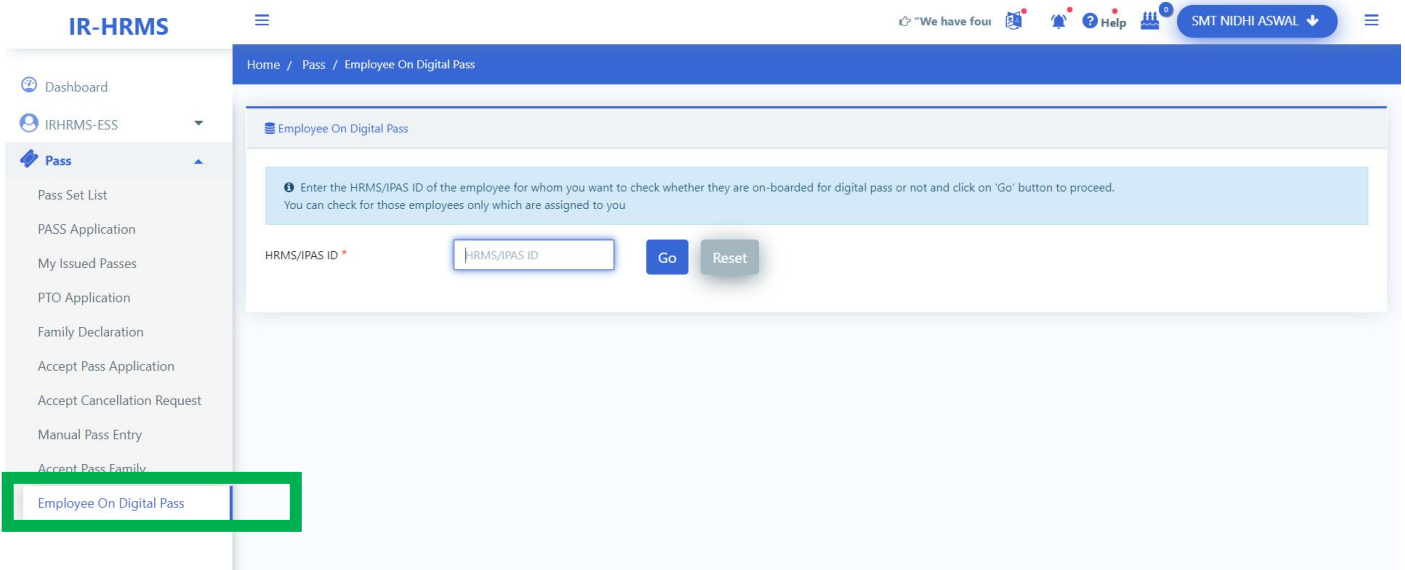 IR-HRMS
☞ "We have four
Help
0
SMT NIDHI ASWAL
Home / Pass / Employee On Digital Pass
Dashboard
IRHRMS-ESS
Pass
Pass Set List
PASS Application
My Issued Passes
PTO Application
Family Declaration
Accept Pass Application
Accept Cancellation Request
Manual Pass Entry
Accept Pass Family
Employee On Digital Pass
Employee On Digital Pass
Enter the HRMS/IPAS ID of the employee for whom you want to check whether they are on-boarded for digital pass or not and click on 'Go' button to proceed.
You can check for those employees only which are assigned to you
HRMS/IPAS ID *
HRMS/IPAS ID
Go
Reset